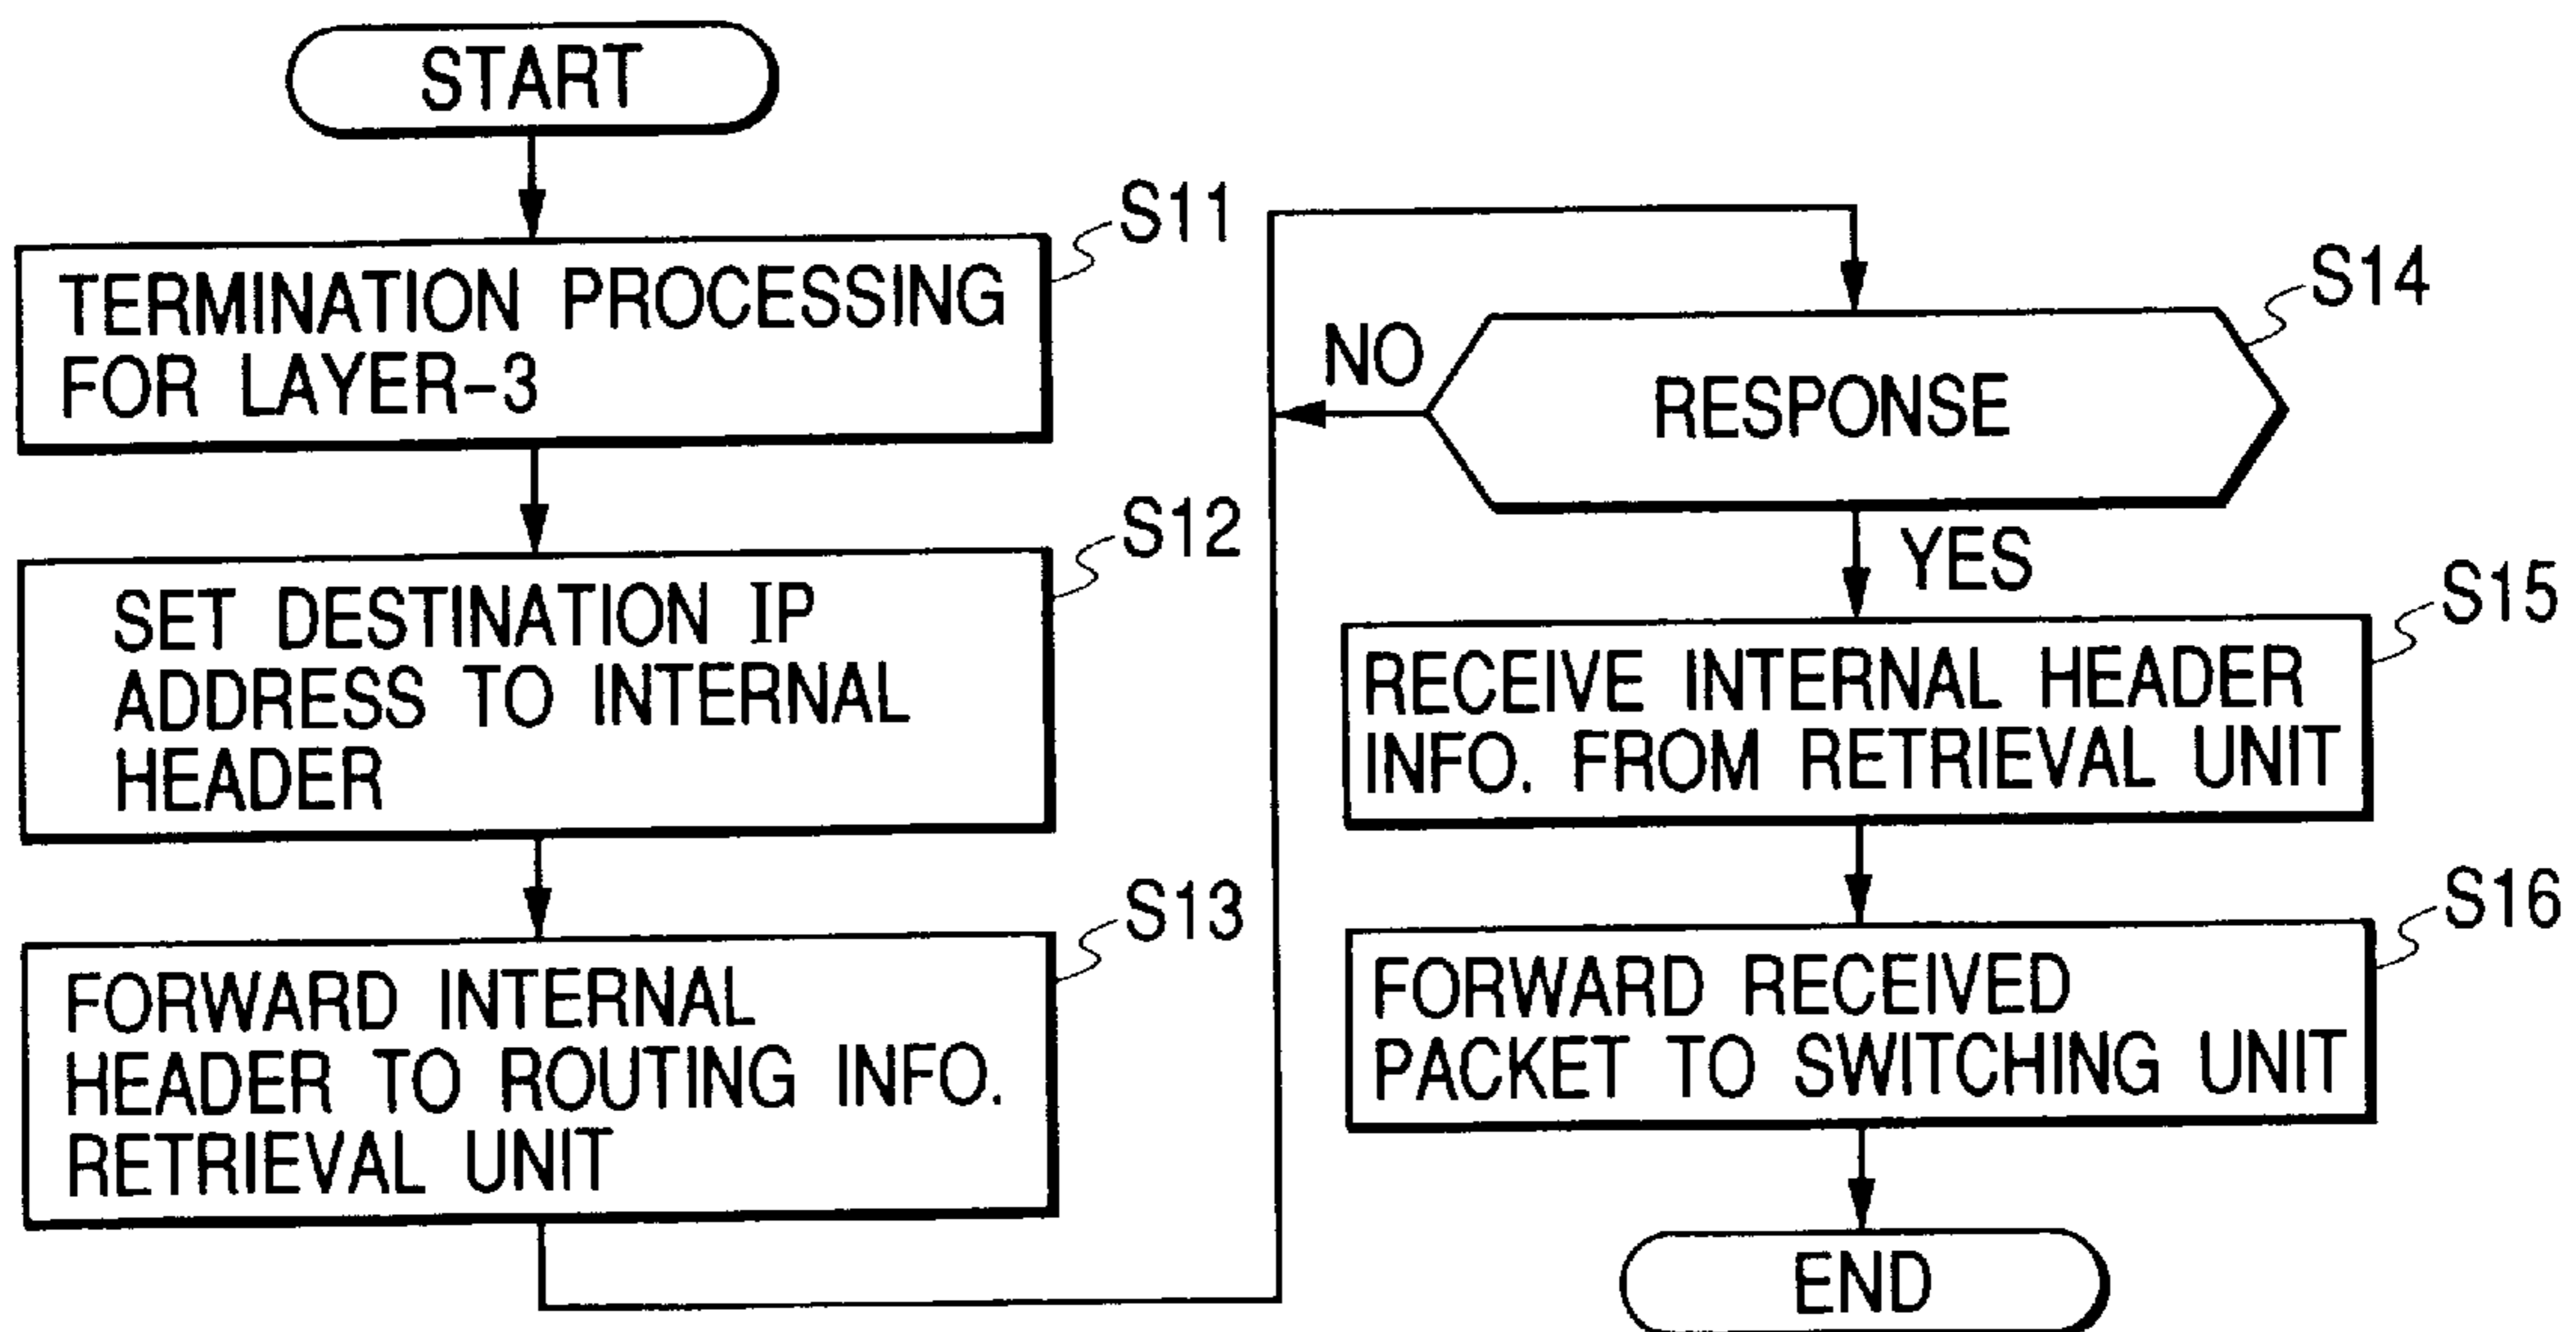 START
S11
TERMINATION PROCESSING
FOR LAYER-3
S12
SET DESTINATION IP
ADDRESS TO INTERNAL
HEADER
S13
FORWARD INTERNAL
HEADER TO ROUTING INFO.
RETRIEVAL UNIT
S14
NO
RESPONSE
YES
S15
RECEIVE INTERNAL HEADER
INFO. FROM RETRIEVAL UNIT
S16
FORWARD RECEIVED
PACKET TO SWITCHING UNIT
END